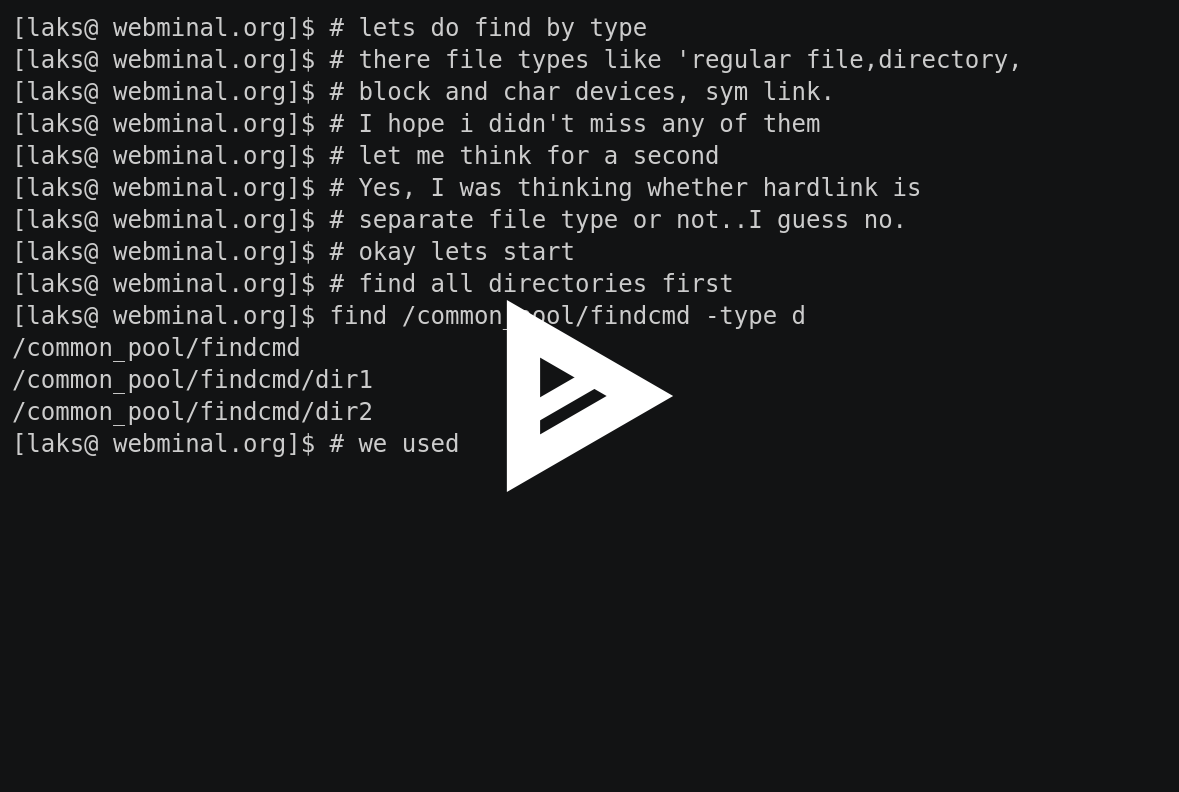 [laks@ webminal.org]$ # lets do find by type
[laks@ webminal.org]$ # there file types like 'regular file,directory,
[laks@ webminal.org]$ # block and char devices, sym link.
[laks@ webminal.org]$ # I hope i didn't miss any of them
[laks@ webminal.org]$ # let me think for a second
[laks@ webminal.org]$ # Yes, I was thinking whether hardlink is
[laks@ webminal.org]$ # separate file type or not..I guess no.
[laks@ webminal.org]$ # okay lets start
[laks@ webminal.org]$ # find all directories first
[laks@ webminal.org]$ find /common_pool/findcmd -type d
/common_pool/findcmd
/common_pool/findcmd/dir1
/common_pool/findcmd/dir2
[laks@ webminal.org]$ # we used